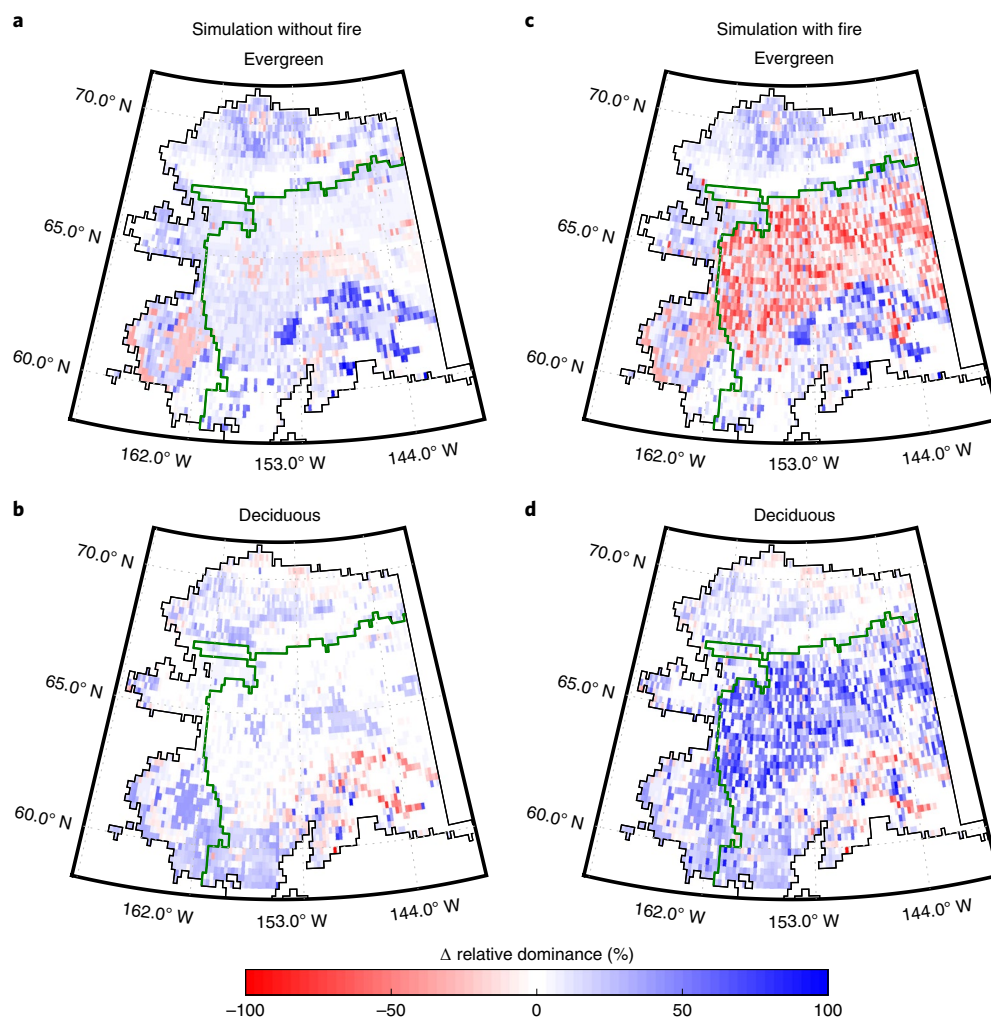 a
Simulation without fire
Evergreen
70.0° N
65.0° N
60.0° N
162.0° W
153.0° W
144.0° W
c
Simulation with fire
Evergreen
70.0° N
65.0° N
60.0° N
162.0° W
153.0° W
144.0° W
b
Deciduous
70.0° N
65.0° N
60.0° N
162.0° W
153.0° W
144.0° W
d
Deciduous
70.0° N
65.0° N
60.0° N
162.0° W
153.0° W
144.0° W
Δ relative dominance (%)
−100 −50 0 50 100